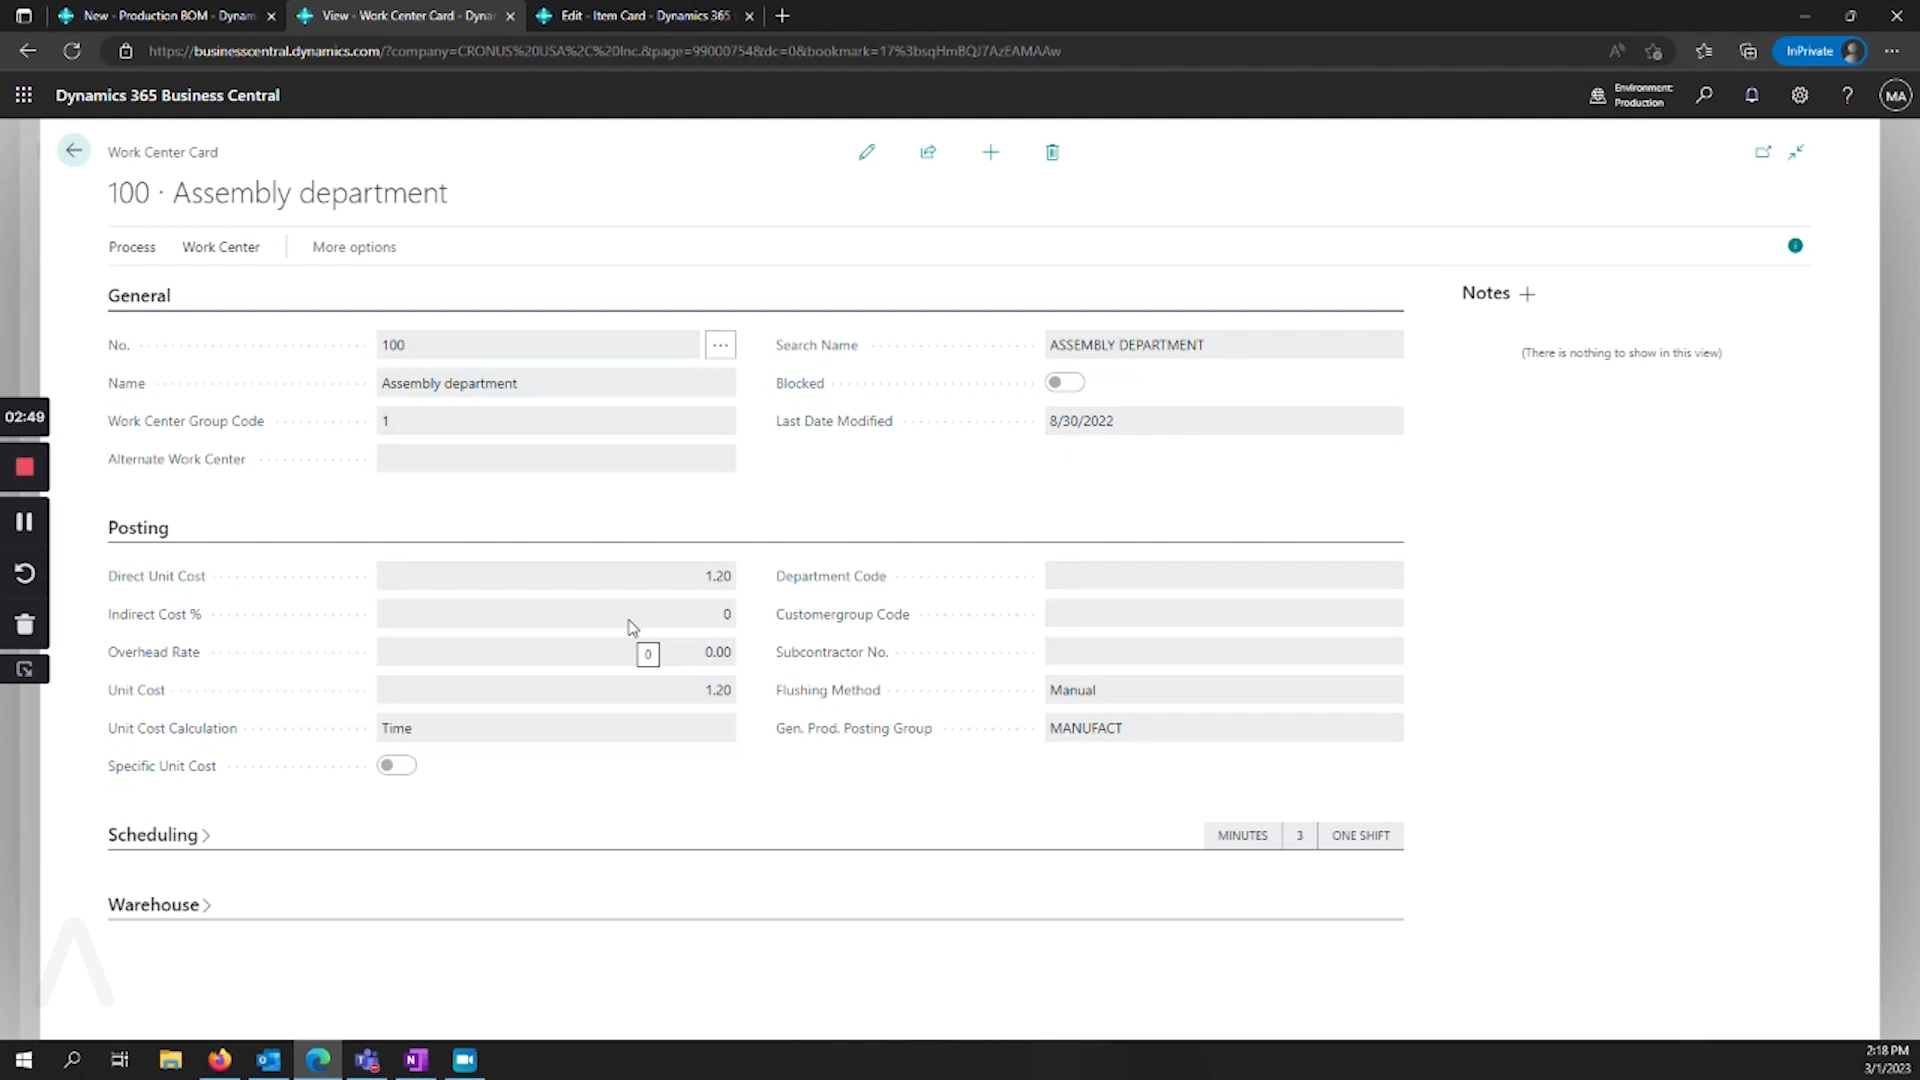 New - Production BOM - Dynam
View - Work Center Card - Dyna
Edit - Item Card - Dynamics 365
https://businesscentral.dynamics.com/?company=CRONUS%20USA%2C%20Inc.&page=99000754&dc=0&bookmark=17%3bsqHmBQJ7AzEAMAAw
InPrivate
Dynamics 365 Business Central
Environment:
Production
?
MA
Work Center Card
100 · Assembly department
Process Work Center More options
General
Notes
No. 100 ...
Search Name ASSEMBLY DEPARTMENT
(There is nothing to show in this view)
Name Assembly department
Blocked
02:49
Work Center Group Code 1
Last Date Modified 8/30/2022
Alternate Work Center
Posting
Direct Unit Cost 1.20
Department Code
Indirect Cost % 0
Customergroup Code
Overhead Rate 0.00
0
Subcontractor No.
Unit Cost 1.20
Flushing Method Manual
Unit Cost Calculation Time
Gen. Prod. Posting Group MANUFACT
Specific Unit Cost
Scheduling
MINUTES 3 ONE SHIFT
Warehouse
2:18 PM
3/1/2023